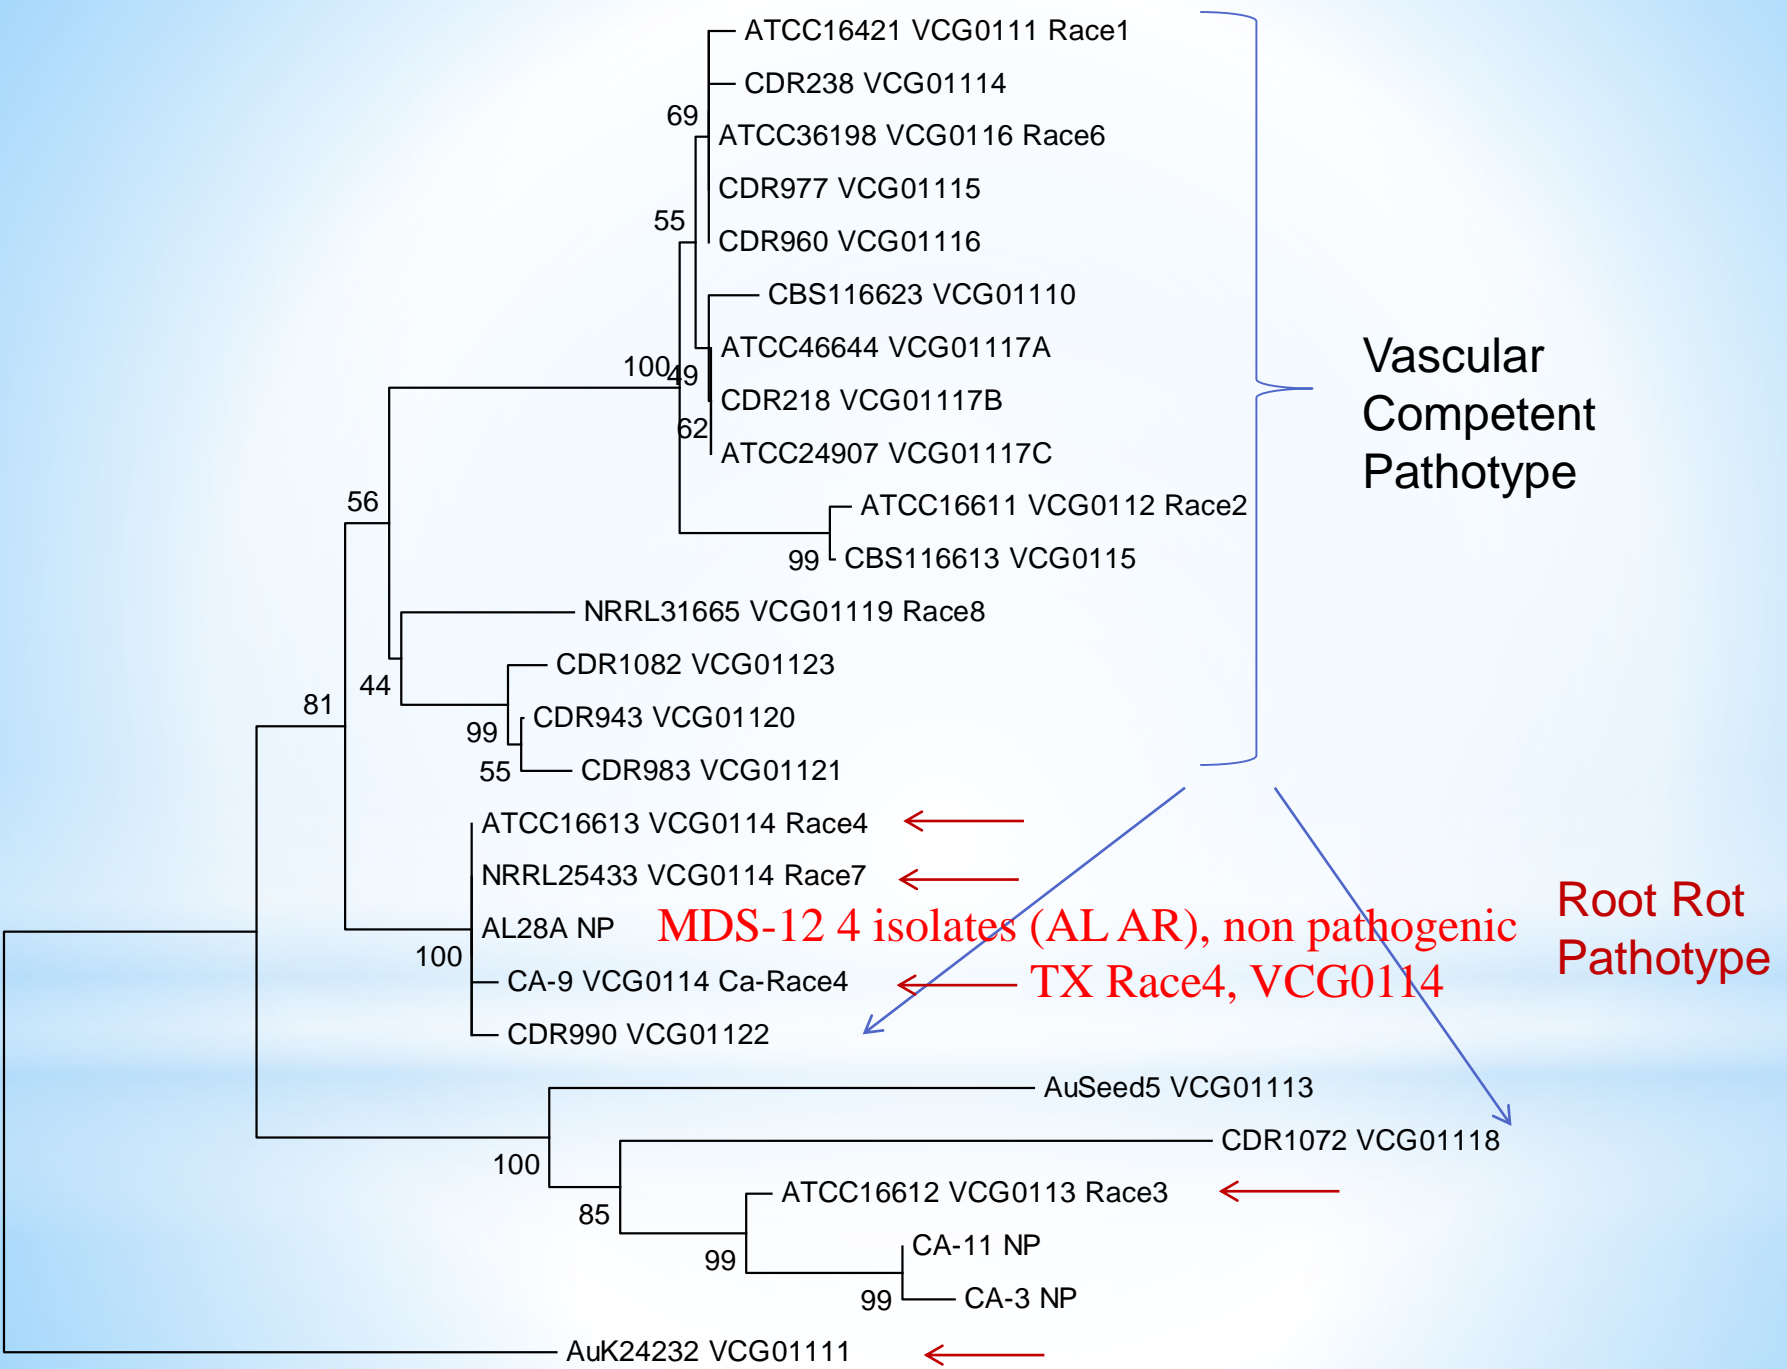 ATCC16421 VCG0111 Race1
CDR238 VCG01114
69
ATCC36198 VCG0116 Race6
CDR977 VCG01115
55
CDR960 VCG01116
CBS116623 VCG01110
ATCC46644 VCG01117A
100
49
CDR218 VCG01117B
62
ATCC24907 VCG01117C
Vascular
Competent
Pathotype
56
ATCC16611 VCG0112 Race2
99
CBS116613 VCG0115
NRRL31665 VCG01119 Race8
CDR1082 VCG01123
44
81
CDR943 VCG01120
99
55
CDR983 VCG01121
ATCC16613 VCG0114 Race4
NRRL25433 VCG0114 Race7
AL28A NP
MDS-12 4 isolates (AL AR), non pathogenic
Root Rot
Pathotype
100
CA-9 VCG0114 Ca-Race4
TX Race4, VCG0114
CDR990 VCG01122
AuSeed5 VCG01113
CDR1072 VCG01118
100
ATCC16612 VCG0113 Race3
85
CA-11 NP
99
CA-3 NP
99
AuK24232 VCG01111